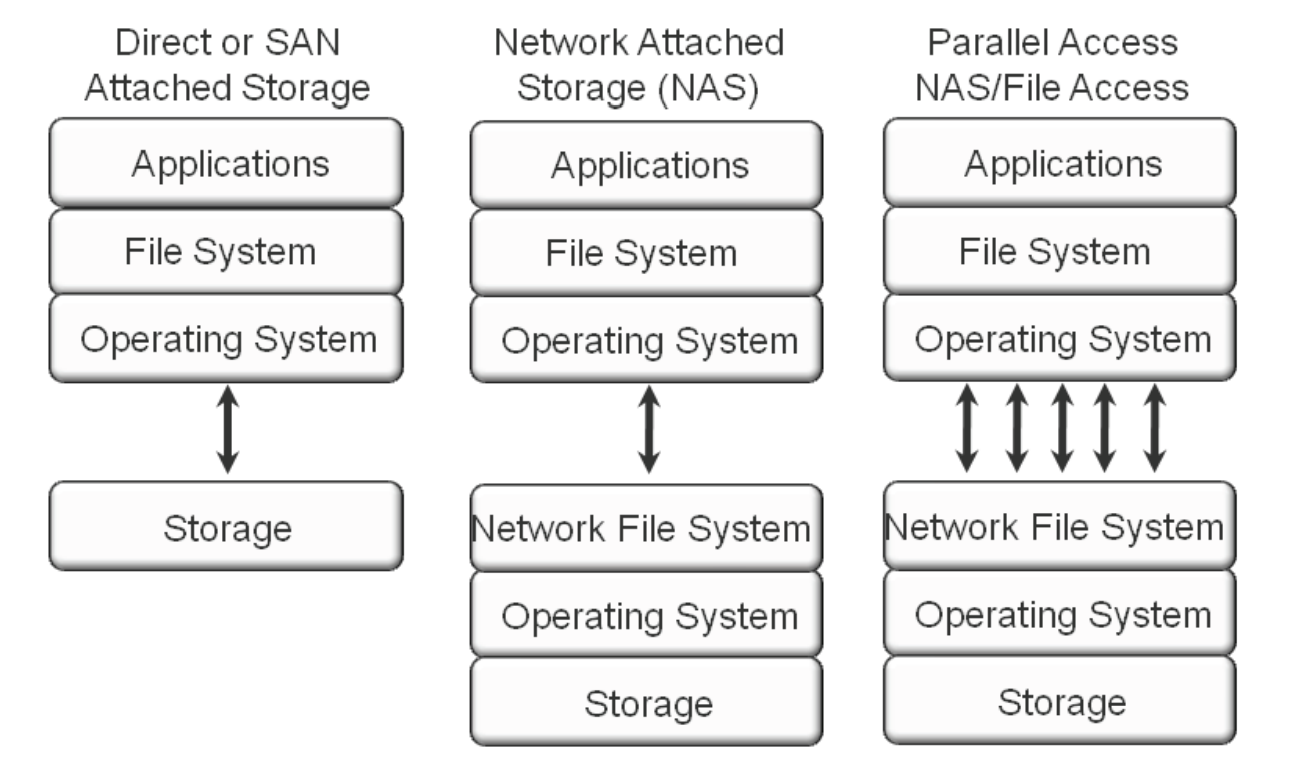 Direct or SAN
Attached Storage
Applications
File System
Operating System
Storage
Network Attached
Storage (NAS)
Applications
File System
Operating System
Network File System
Operating System
Storage
Parallel Access
NAS/File Access
Applications
File System
Operating System
Network File System
Operating System
Storage